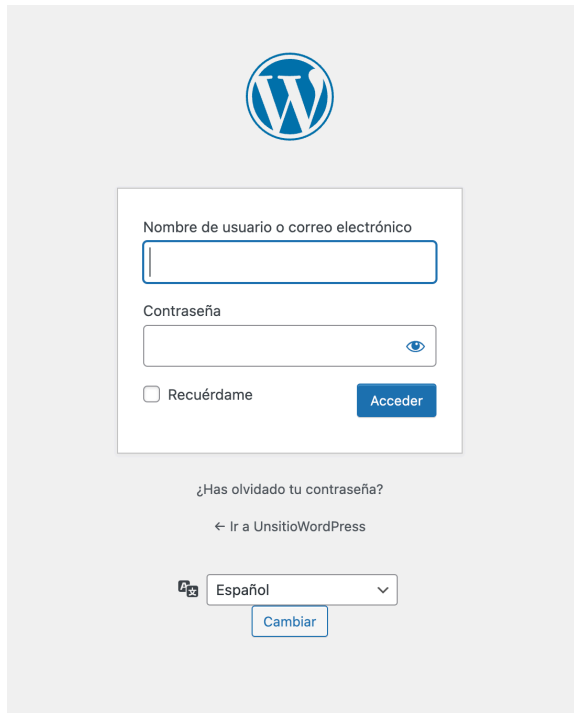 Nombre de usuario o correo electrónico
Contraseña
Recuérdame
Acceder
¿Has olvidado tu contraseña?
← Ir a UnsitioWordPress
Español
Cambiar